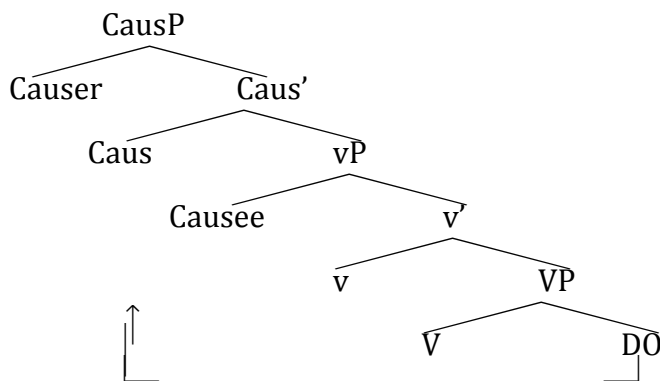 CausP
Causer Caus’
Caus vP
Causee v’
v VP
V DO